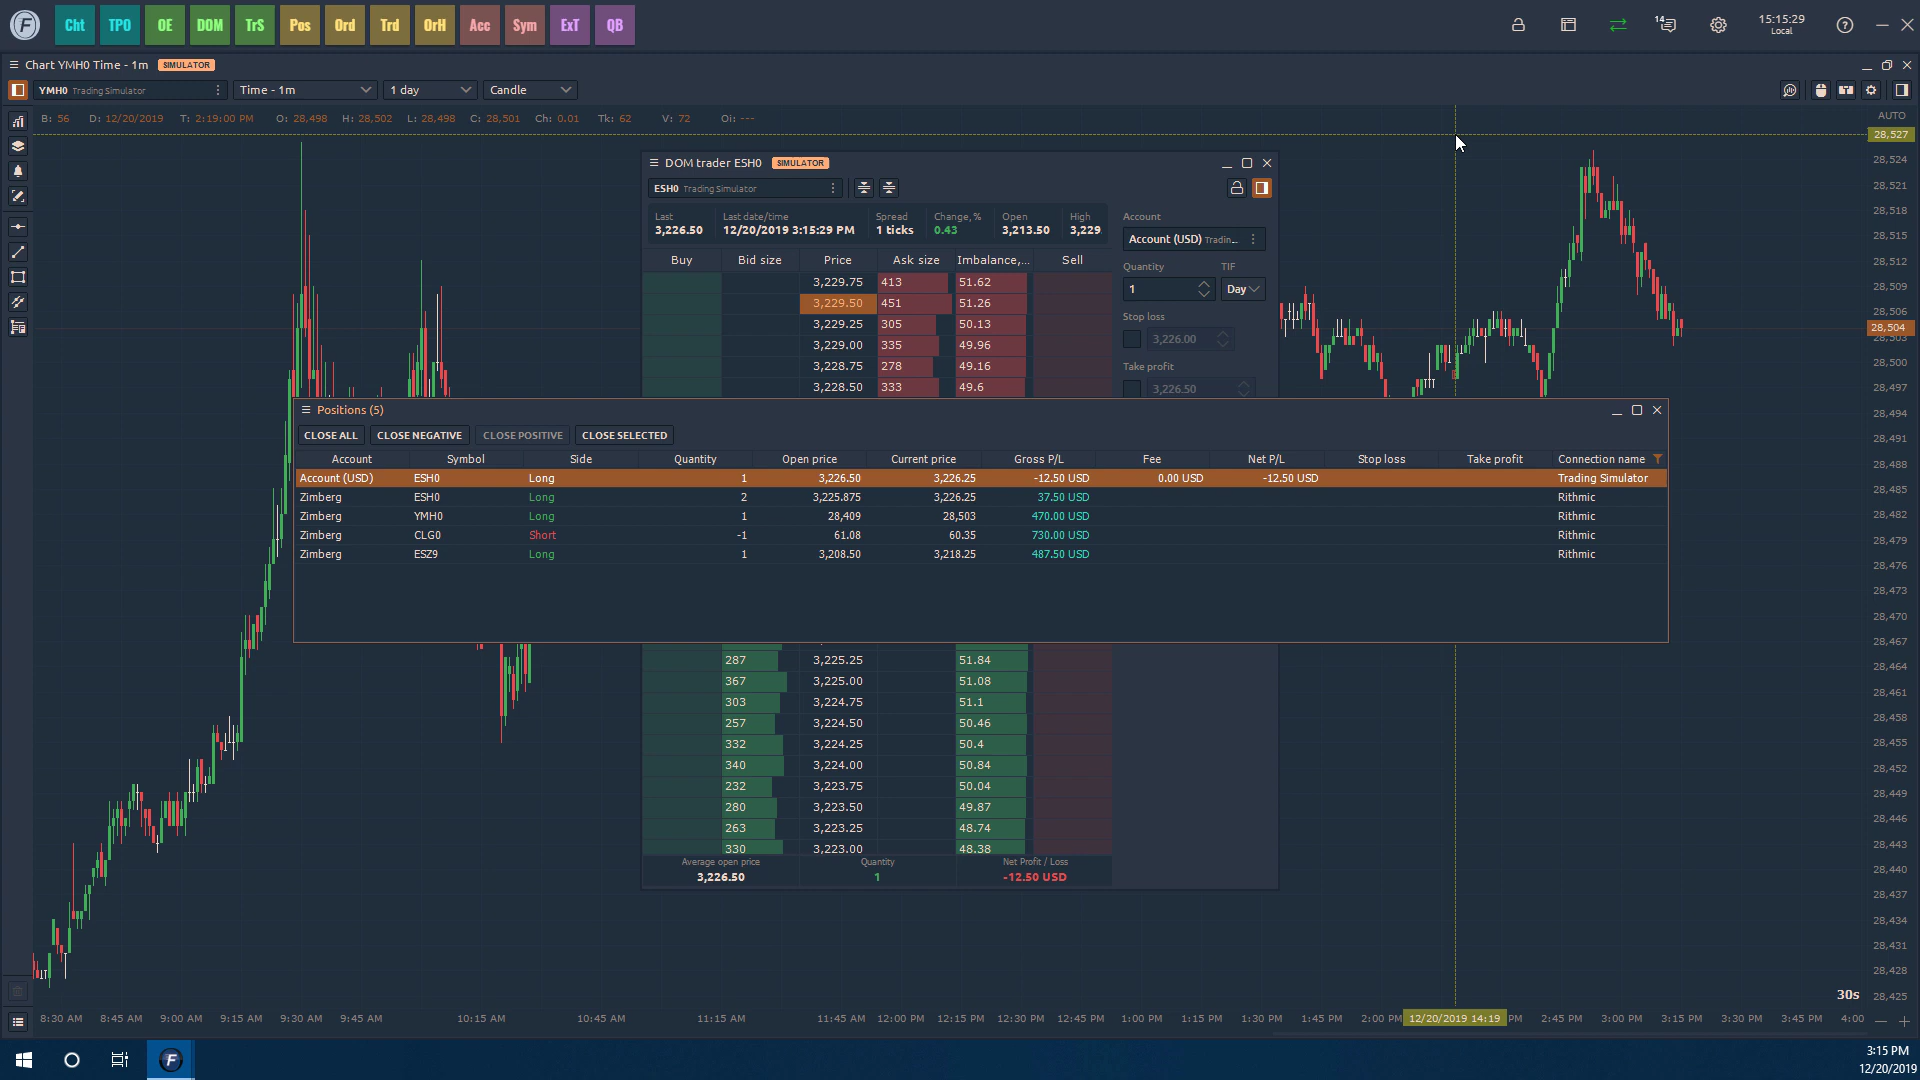 F Cht TPO OE DOM TrS Pos Ord Trd OrH Acc Sym ExT QB 14 15:15:29 Local
Chart YMH0 Time - 1m SIMULATOR
YMH0 Trading Simulator Time - 1m 1 day Candle
B: 56 D: 12/20/2019 T: 2:19:00 PM O: 28,498 H: 28,502 L: 28,498 C: 28,501 Ch: 0.01 Tk: 62 V: 72 Oi: ---
DOM trader ESH0 SIMULATOR
ESH0 Trading Simulator
Last Last date/time Spread Change, % Open High
3,226.50 12/20/2019 3:15:29 PM 1 ticks 0.43 3,213.50 3,229
Buy Bid size Price Ask size Imbalance,... Sell
3,229.75 413 51.62
3,229.50 451 51.26
3,229.25 305 50.13
3,229.00 335 49.96
3,228.75 278 49.16
3,228.50 333 49.6
Account
Account (USD) Tradin...
Quantity TIF
1 Day
Stop loss
3,226.00
Take profit
3,226.50
Positions (5)
CLOSE ALL CLOSE NEGATIVE CLOSE POSITIVE CLOSE SELECTED
Account Symbol Side Quantity Open price Current price Gross P/L Fee Net P/L Stop loss Take profit Connection name
Account (USD) ESH0 Long 1 3,226.50 3,226.25 -12.50 USD 0.00 USD -12.50 USD Trading Simulator
Zimberg ESH0 Long 2 3,225.875 3,226.25 37.50 USD Rithmic
Zimberg YMH0 Long 1 28,409 28,503 470.00 USD Rithmic
Zimberg CLG0 Short -1 61.08 60.35 730.00 USD Rithmic
Zimberg ESZ9 Long 1 3,208.50 3,218.25 487.50 USD Rithmic
287 3,225.25 51.84
367 3,225.00 51.08
303 3,224.75 51.1
257 3,224.50 50.46
332 3,224.25 50.4
340 3,224.00 50.84
232 3,223.75 50.04
280 3,223.50 49.87
263 3,223.25 48.74
330 3,223.00 48.38
Average open price Quantity Net Profit / Loss
3,226.50 1 -12.50 USD
AUTO
28,527
28,524
28,521
28,518
28,515
28,512
28,509
28,506
28,504
28,503
28,500
28,497
28,494
28,491
28,488
28,485
28,482
28,479
28,476
28,473
28,470
28,467
28,464
28,461
28,458
28,455
28,452
28,449
28,446
28,443
28,440
28,437
28,434
28,431
28,428
28,425
30s
8:30 AM 8:45 AM 9:00 AM 9:15 AM 9:30 AM 9:45 AM 10:15 AM 10:45 AM 11:15 AM 11:45 AM 12:00 PM 12:15 PM 12:30 PM 12:45 PM 1:00 PM 1:15 PM 1:30 PM 1:45 PM 2:00 PM 12/20/2019 14:19 PM 2:45 PM 3:00 PM 3:15 PM 3:30 PM 3:45 PM 4:00
F
3:15 PM
12/20/2019